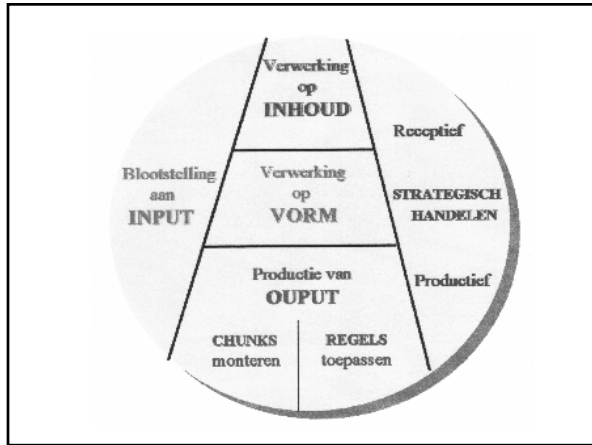 Verwerking
op
INHOUD
Blootstelling
aan
INPUT
Verwerking
op
VORM
Receptief
STRATEGISCH
HANDELEN
Productief
Productie van
OUPUT
CHUNKS
monteren
REGELS
toepassen